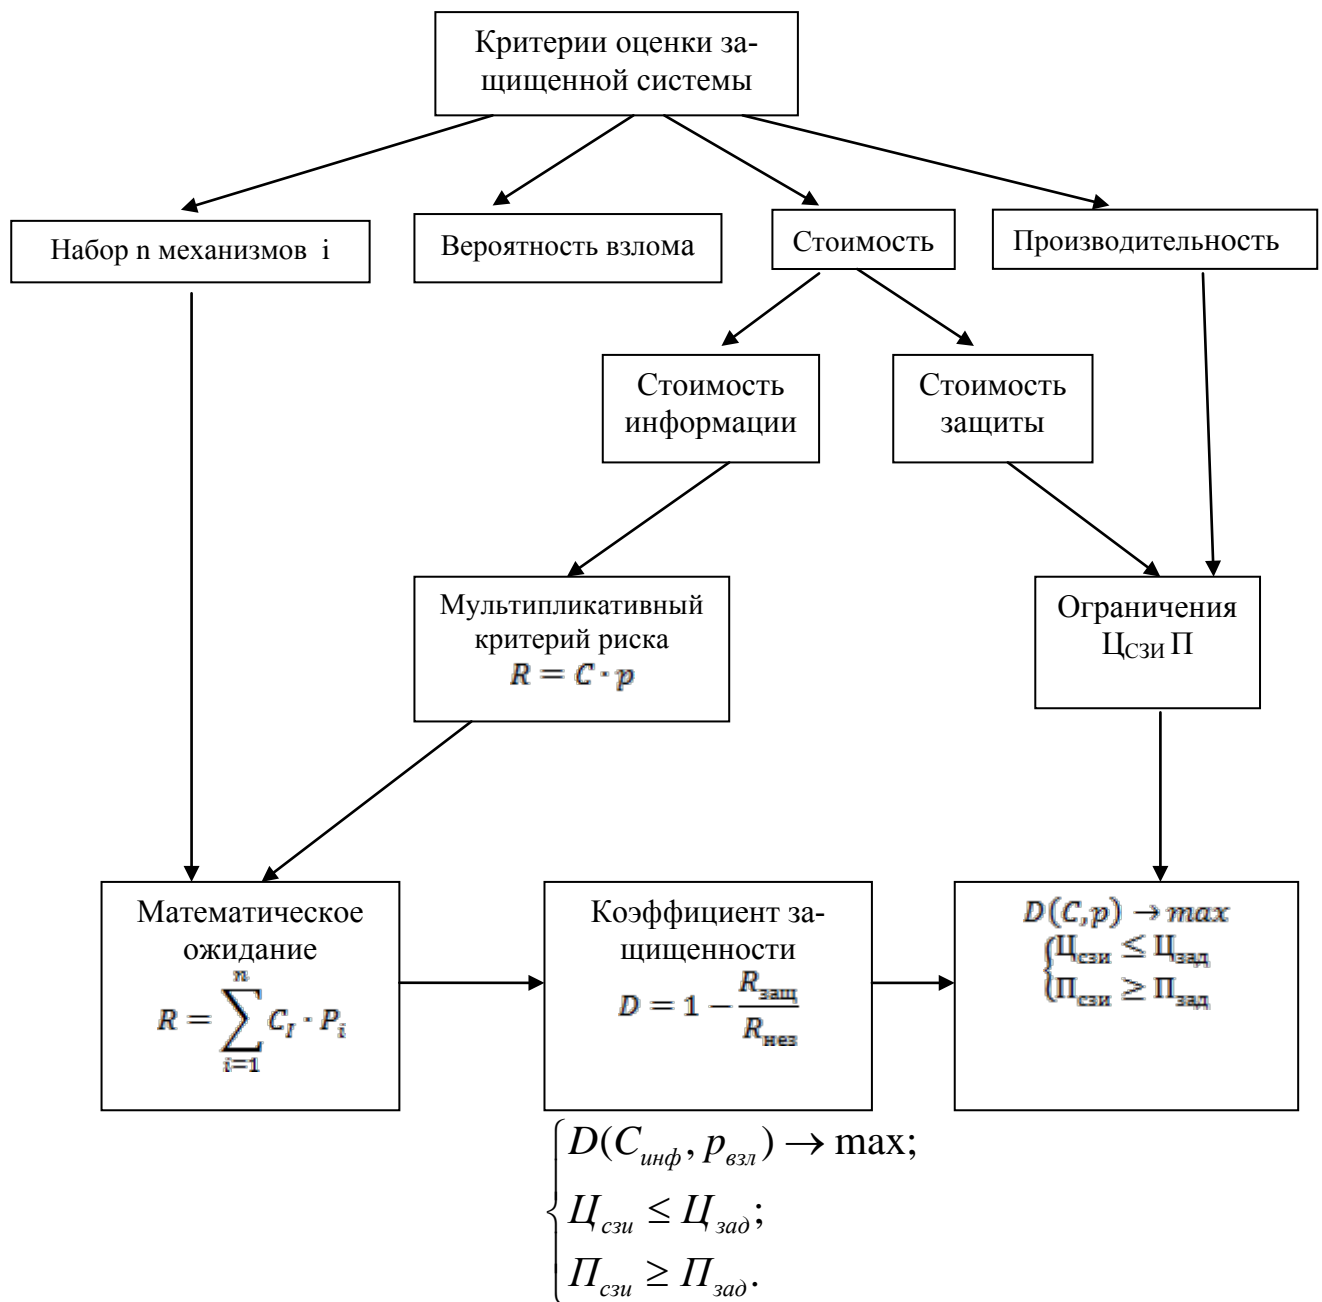 Критерии оценки за-
щищенной системы
Набор n механизмов i
Вероятность взлома
Стоимость
Производительность
Стоимость
информации
Стоимость
защиты
Мультипликативный
критерий риска
R = C · p
Ограничения
Ц_СЗИ П
Математическое
ожидание
R = ∑_{i=1}^{n} C_I · P_i
Коэффициент за-
щищенности
D = 1 − R_защ / R_нез
D(C,p) → max
{Ц_сзи ≤ Ц_зад
{П_сзи ≥ П_зад
D(C_инф, p_взл) → max;
Ц_сзи ≤ Ц_зад;
П_сзи ≥ П_зад.